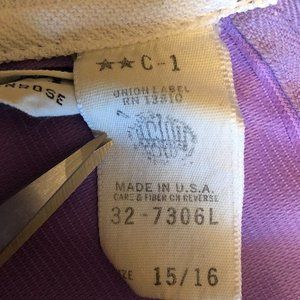 ★★ C-1
UNION LABEL
RN 13810
MADE IN U.S.A.
CARE & FIBER ON REVERSE
32-7306L
15/16